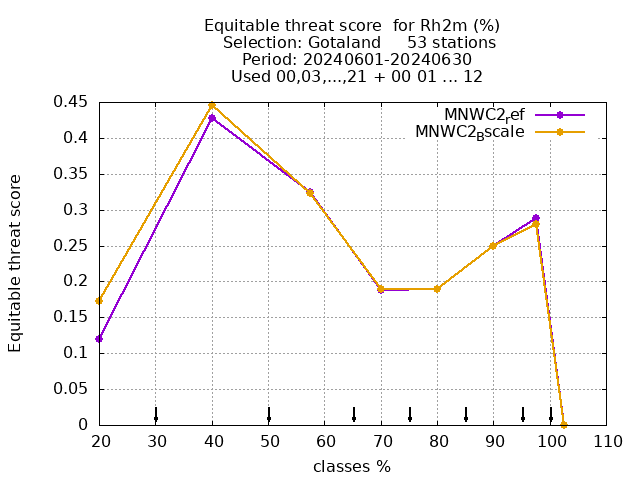 Equitable threat score  for Rh2m (%)
Selection: Gotaland     53 stations
Period: 20240601-20240630
Used 00,03,...,21 + 00 01 ... 12
MNWC2ref
MNWC2Bscale
Equitable threat score
0.45
0.4
0.35
0.3
0.25
0.2
0.15
0.1
0.05
0
20 30 40 50 60 70 80 90 100 110
classes %